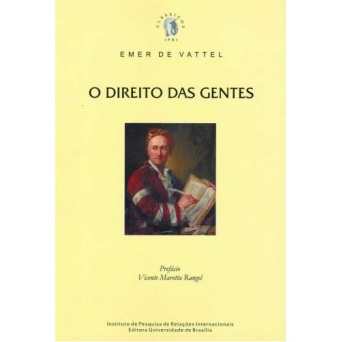 CLÁSSICOS
IPRI
EMER DE VATTEL
O DIREITO DAS GENTES
Prefácio
Vicente Marotta Rangel
Instituto de Pesquisa de Relações Internacionais
Editora Universidade de Brasília